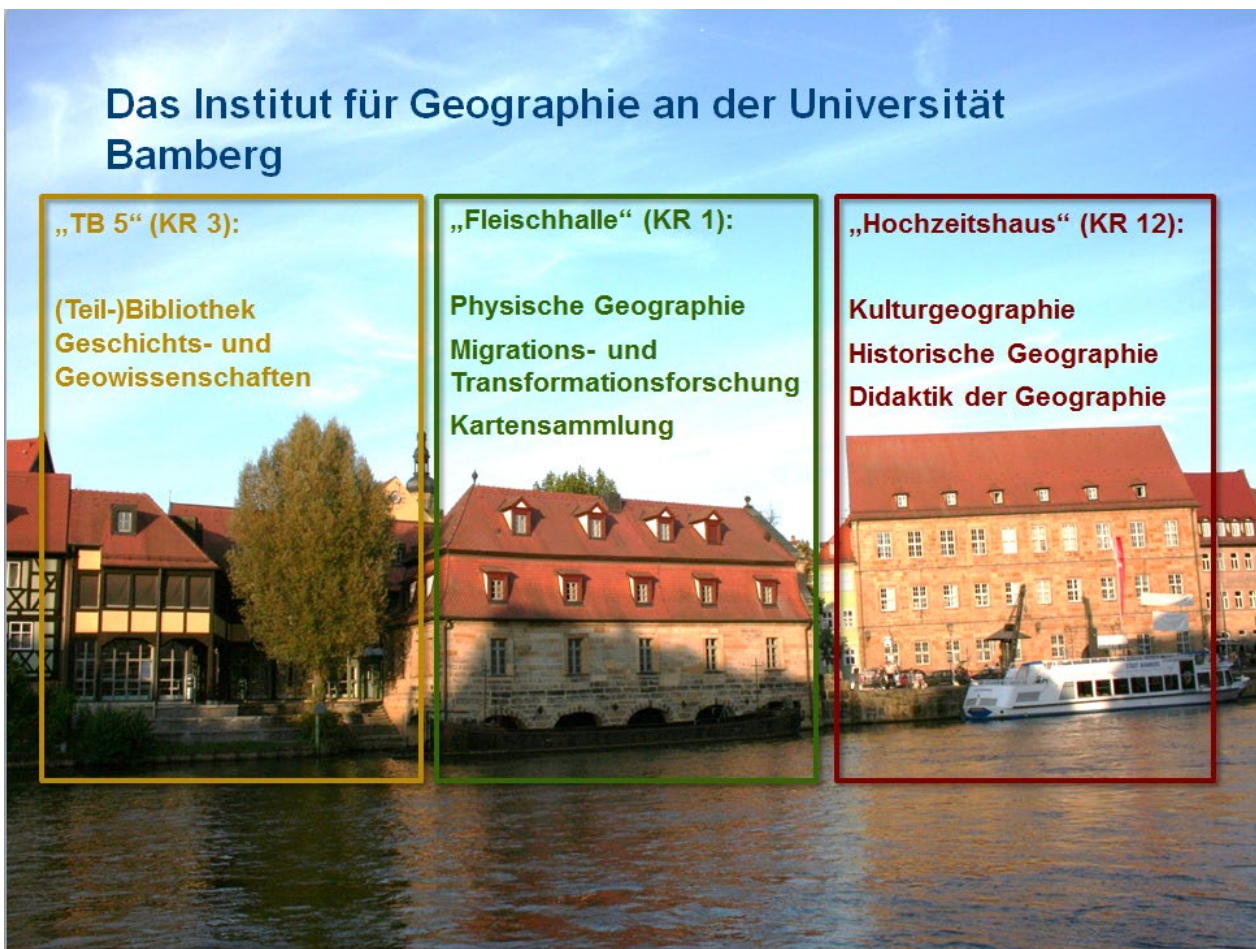 Das Institut für Geographie an der Universität
Bamberg
„TB 5“ (KR 3):
(Teil-)Bibliothek
Geschichts- und
Geowissenschaften
„Fleischhalle“ (KR 1):
Physische Geographie
Migrations- und
Transformationsforschung
Kartensammlung
„Hochzeitshaus“ (KR 12):
Kulturgeographie
Historische Geographie
Didaktik der Geographie